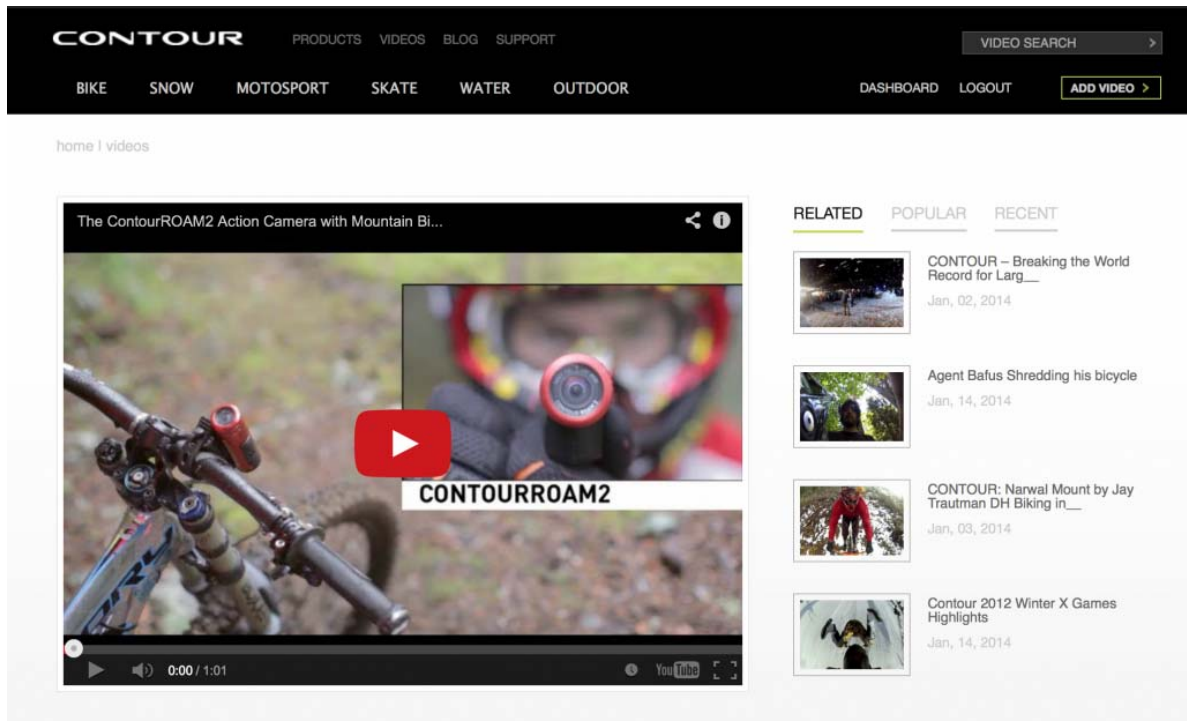 CONTOUR PRODUCTS VIDEOS BLOG SUPPORT
VIDEO SEARCH >
BIKE SNOW MOTOSPORT SKATE WATER OUTDOOR
DASHBOARD LOGOUT ADD VIDEO >
home | videos
The ContourROAM2 Action Camera with Mountain Bi...
CONTOURROAM2
0:00 / 1:01
YouTube
RELATED POPULAR RECENT
CONTOUR – Breaking the World
Record for Larg__
Jan, 02, 2014
Agent Bafus Shredding his bicycle
Jan, 14, 2014
CONTOUR: Narwal Mount by Jay
Trautman DH Biking in__
Jan, 03, 2014
Contour 2012 Winter X Games
Highlights
Jan, 14, 2014